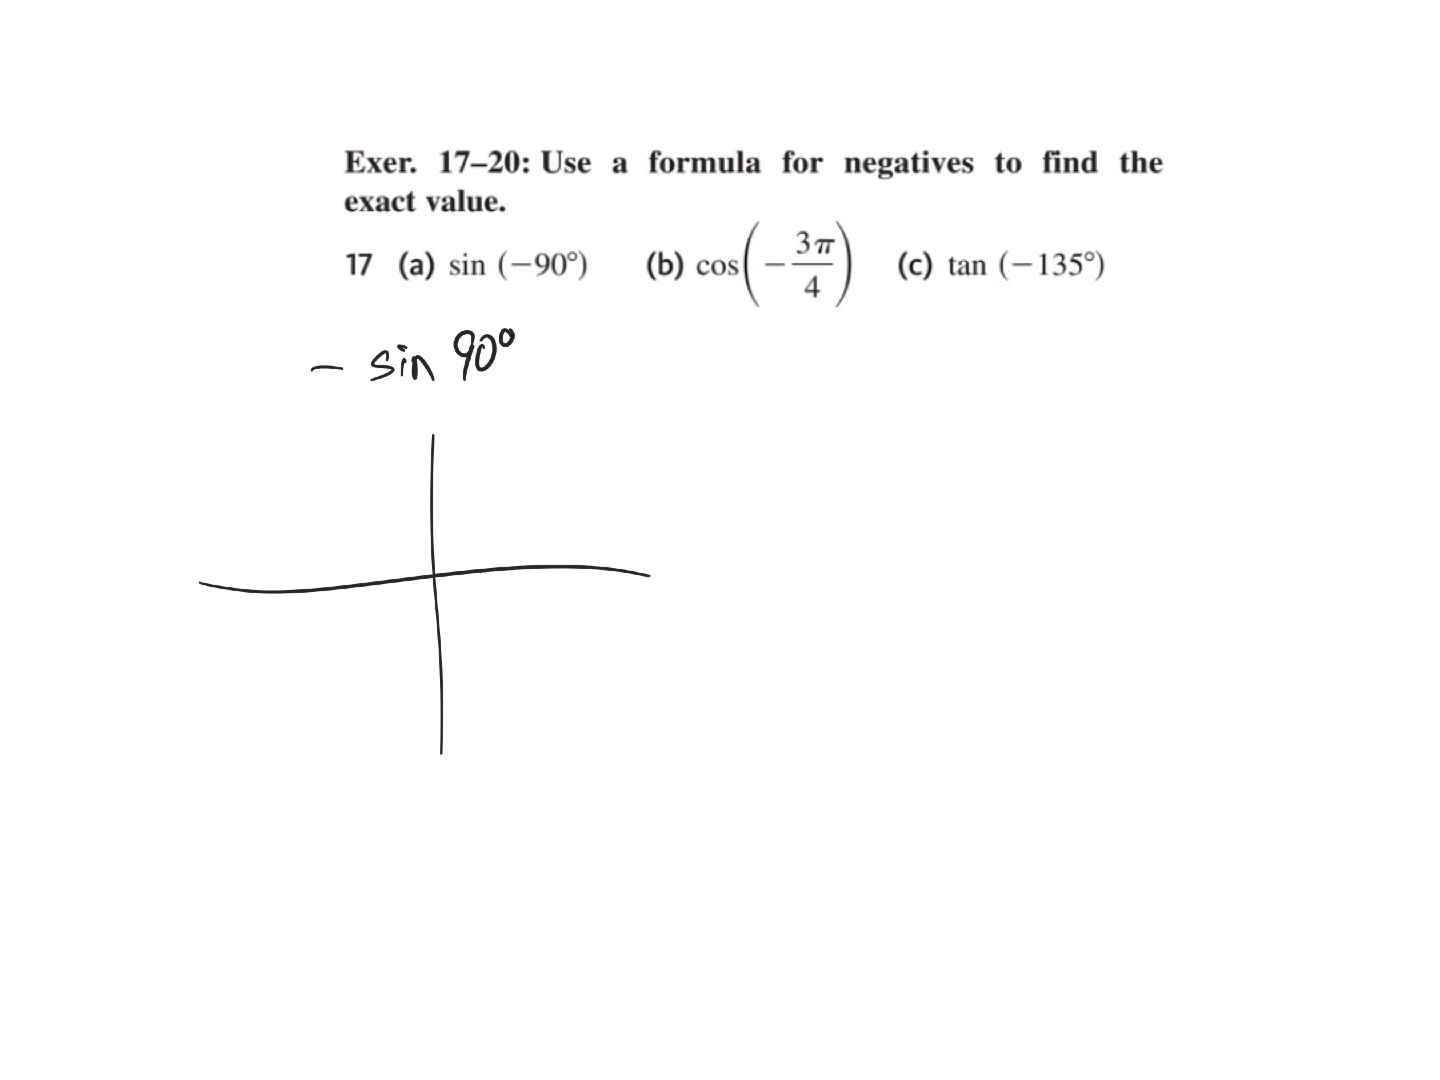 Exer. 17–20: Use a formula for negatives to find the
exact value.
17 (a) sin (−90°) (b) cos(−3π/4) (c) tan (−135°)
− sin 90°